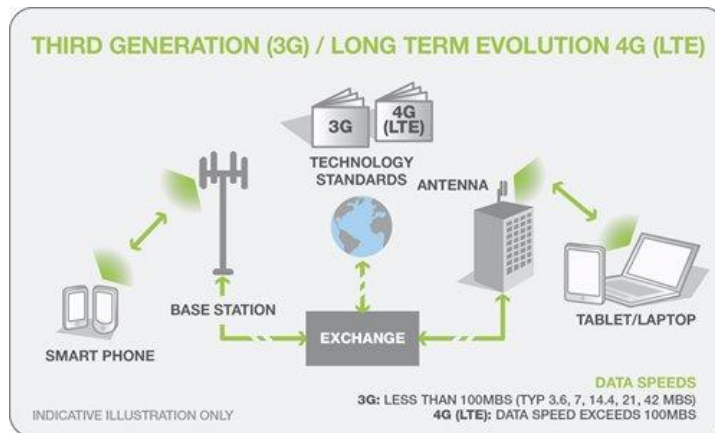 THIRD GENERATION (3G) / LONG TERM EVOLUTION 4G (LTE)
3G
4G
(LTE)
TECHNOLOGY
STANDARDS
ANTENNA
BASE STATION
EXCHANGE
SMART PHONE
TABLET/LAPTOP
DATA SPEEDS
3G: LESS THAN 100MBS (TYP 3.6, 7, 14.4, 21, 42 MBS)
4G (LTE): DATA SPEED EXCEEDS 100MBS
INDICATIVE ILLUSTRATION ONLY